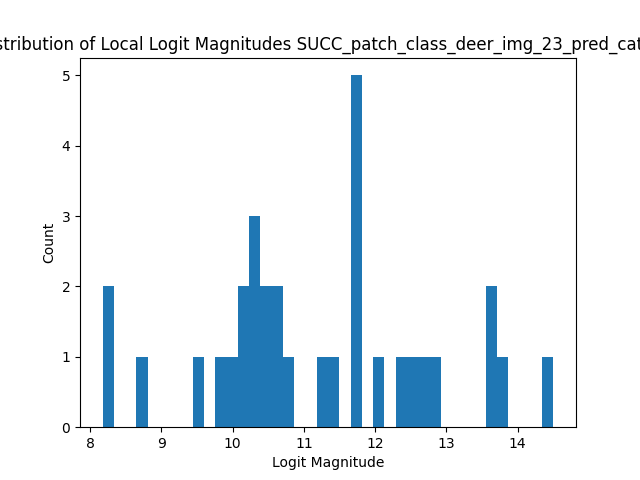 stribution of Local Logit Magnitudes SUCC_patch_class_deer_img_23_pred_cat
5
4
3
2
1
0
Count
8 9 10 11 12 13 14
Logit Magnitude